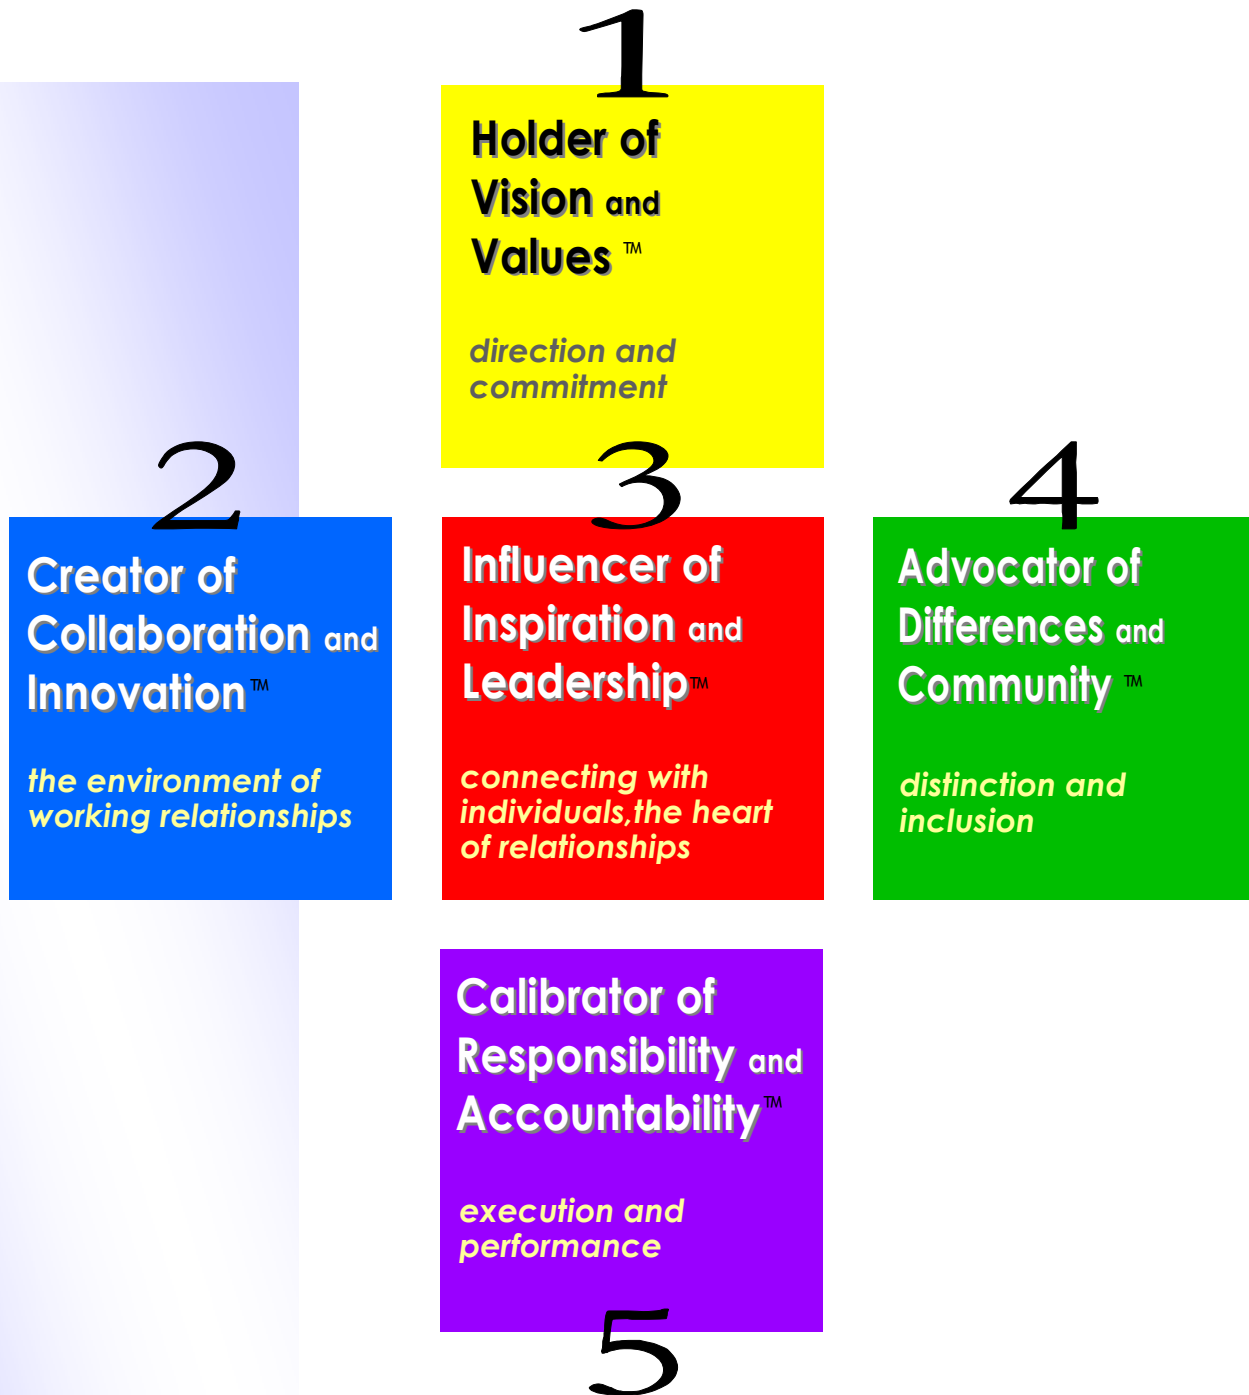 1
Holder of
Vision and
Values ™
direction and
commitment
2
Creator of
Collaboration and
Innovation™
the environment of
working relationships
3
Influencer of
Inspiration and
Leadership™
connecting with
individuals,the heart
of relationships
4
Advocator of
Differences and
Community ™
distinction and
inclusion
Calibrator of
Responsibility and
Accountability™
execution and
performance
5